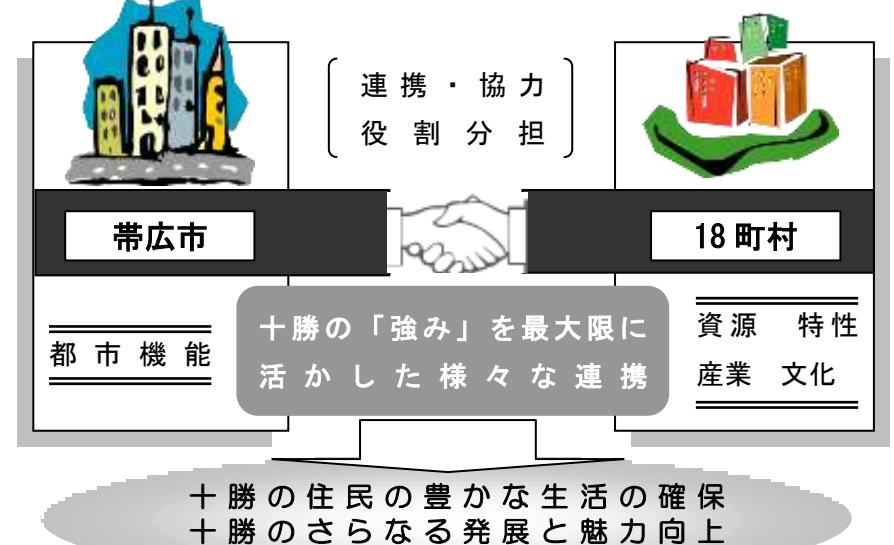 連携・協力
役割分担
帯広市
18町村
十勝の「強み」を最大限に
活かした様々な連携
都市機能
資源　特性
産業　文化
十勝の住民の豊かな生活の確保
十勝のさらなる発展と魅力向上